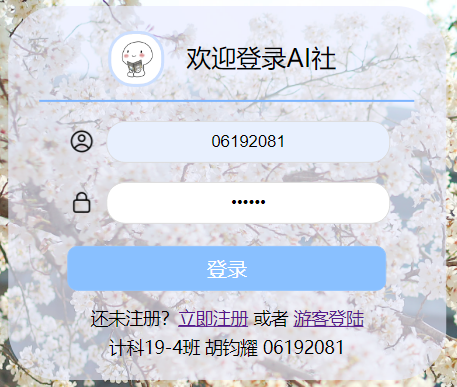 欢迎登录AI社
06192081
••••••
登录
还未注册？立即注册 或者 游客登陆
计科19-4班 胡钧耀 06192081